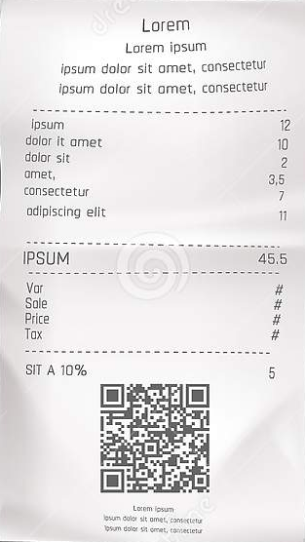 Lorem
Lorem ipsum
ipsum dolor sit amet, consectetur
ipsum dolor sit amet, consectetur
ipsum 12
dolor it amet 10
dolor sit 2
amet, 3,5
consectetur 7
adipiscing elit 11
IPSUM 45.5
Var #
Sale #
Price #
Tax #
SIT A 10% 5
Lorem ipsum
ipsum dolor sit amet, consectetur
ipsum dolor sit amet, consectetur